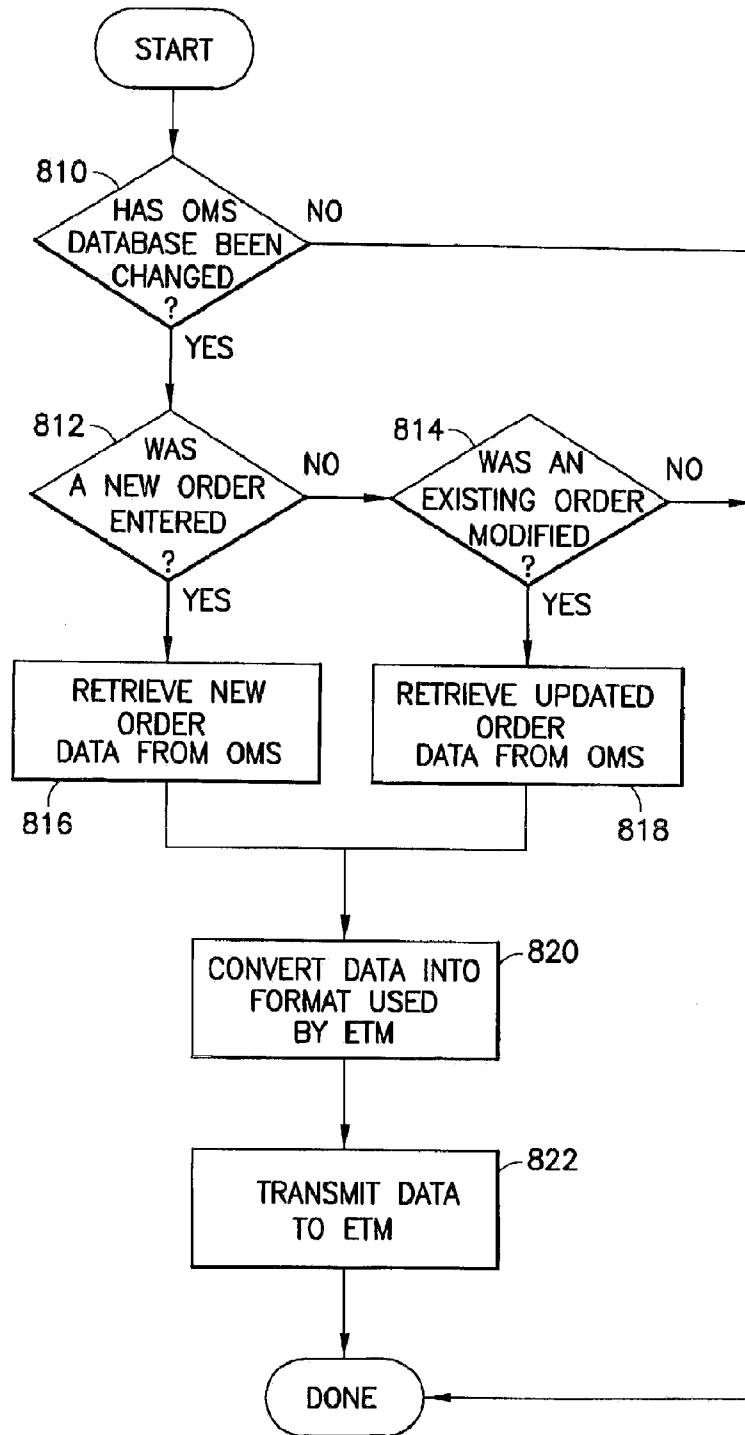 START
810
HAS OMS
DATABASE BEEN
CHANGED
?
NO
YES
812
WAS
A NEW ORDER
ENTERED
?
NO
YES
814
WAS AN
EXISTING ORDER
MODIFIED
?
NO
YES
RETRIEVE NEW
ORDER
DATA FROM OMS
816
RETRIEVE UPDATED
ORDER
DATA FROM OMS
818
CONVERT DATA INTO
FORMAT USED
BY ETM
820
TRANSMIT DATA
TO ETM
822
DONE